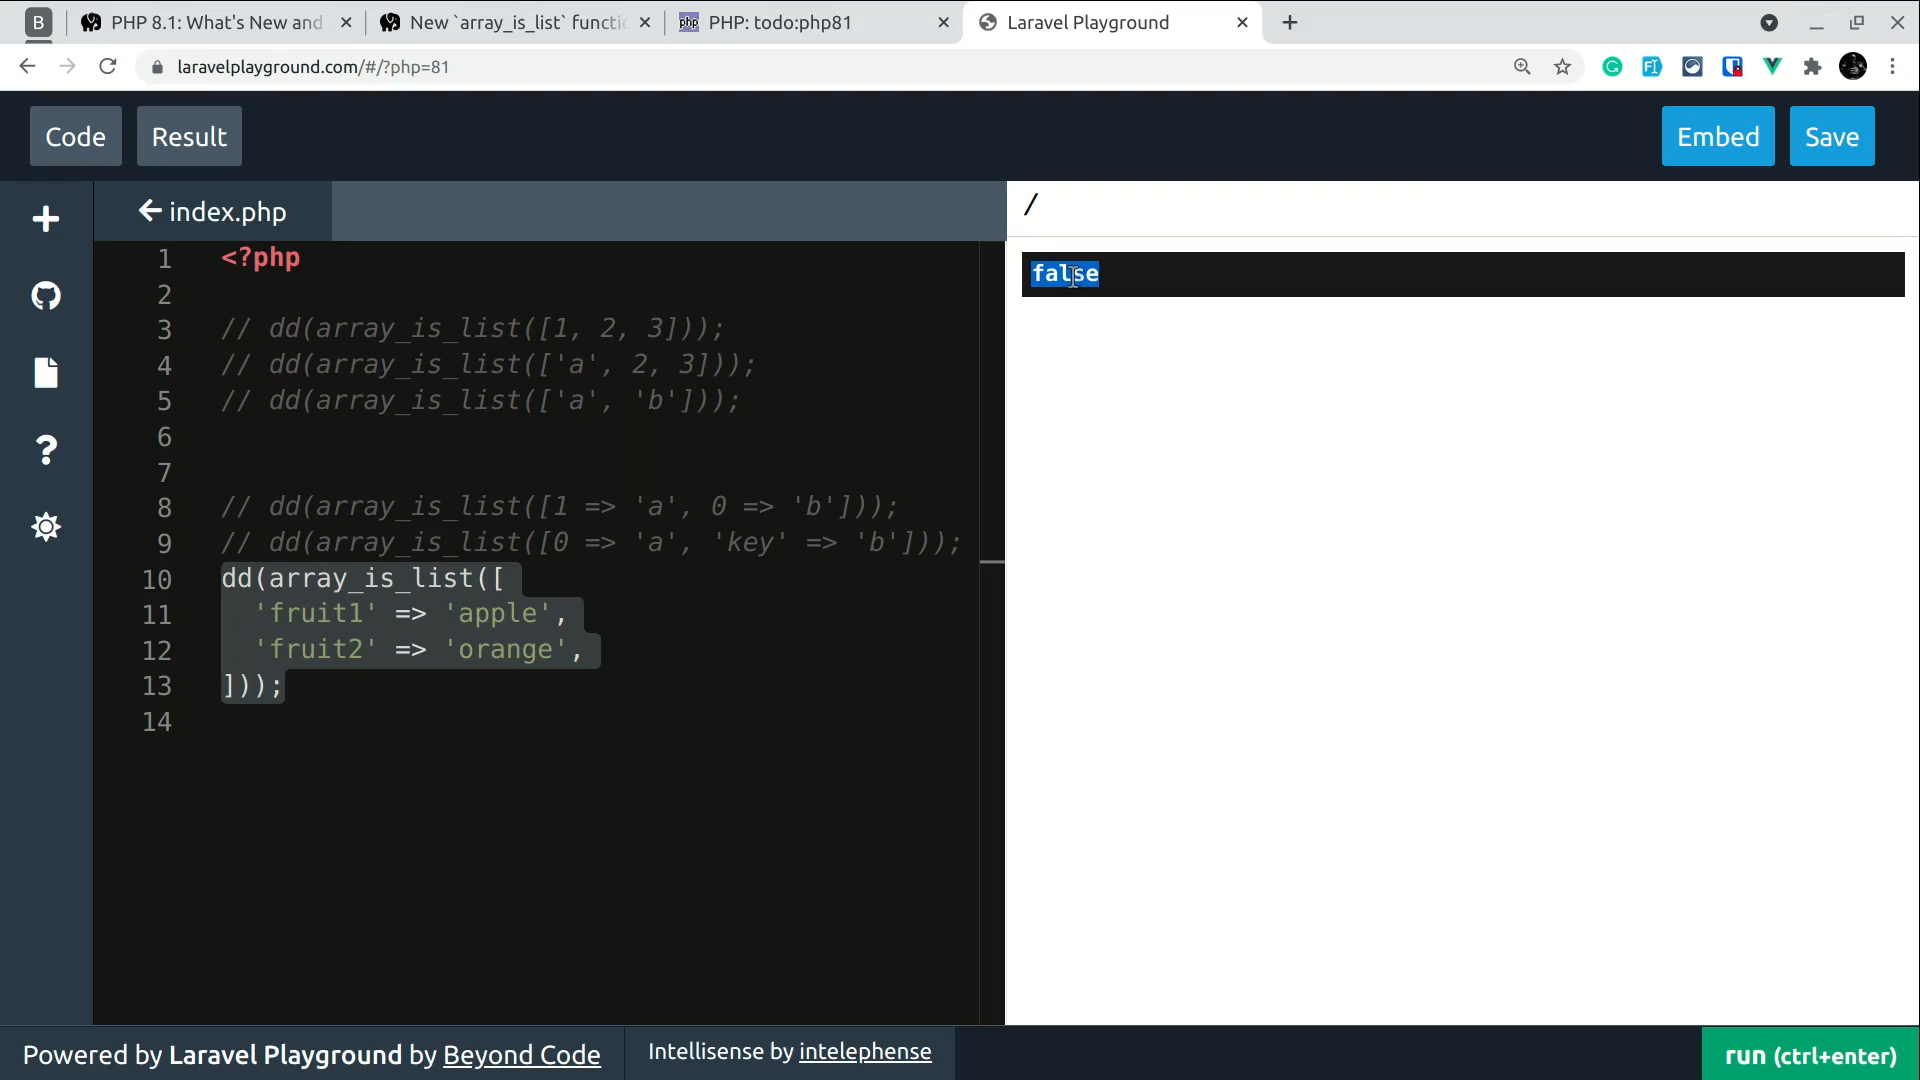 B
PHP 8.1: What's New and
New `array_is_list` functio
php
PHP: todo:php81
Laravel Playground
laravelplayground.com/#/?php=81
Code
Result
Embed
Save
index.php
/
false
1 <?php
2
3 // dd(array_is_list([1, 2, 3]));
4 // dd(array_is_list(['a', 2, 3]));
5 // dd(array_is_list(['a', 'b']));
6
7
8 // dd(array_is_list([1 => 'a', 0 => 'b']));
9 // dd(array_is_list([0 => 'a', 'key' => 'b']));
10 dd(array_is_list([
11 'fruit1' => 'apple',
12 'fruit2' => 'orange',
13 ]));
14
Powered by Laravel Playground by Beyond Code
Intellisense by intelephense
run (ctrl+enter)